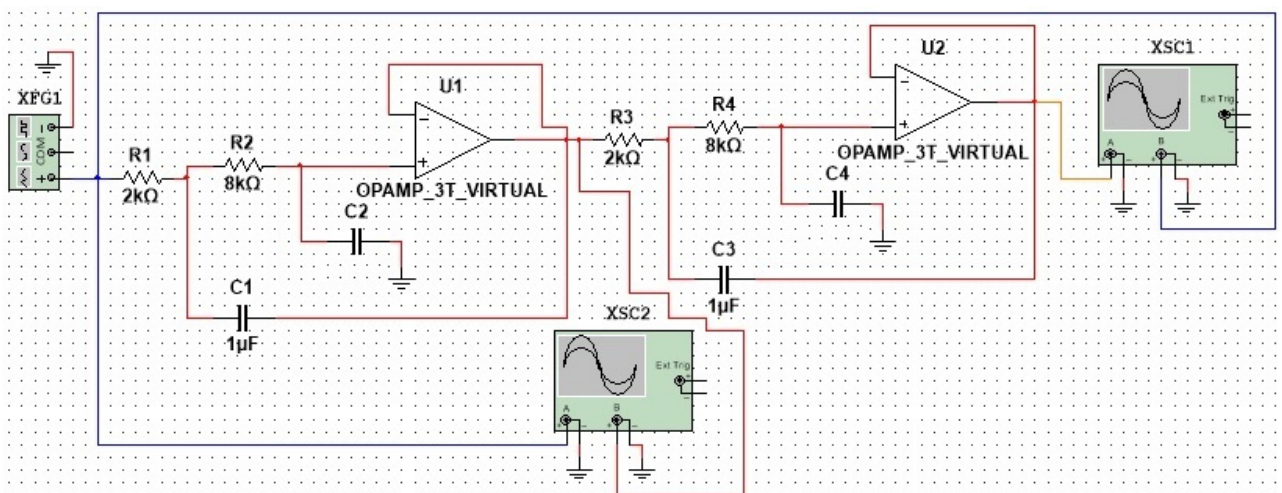 XFG1
COM
+
R1
2kΩ
R2
8kΩ
C2
C1
1µF
U1
−
+
OPAMP_3T_VIRTUAL
R3
2kΩ
R4
8kΩ
C4
C3
1µF
U2
−
+
OPAMP_3T_VIRTUAL
XSC1
Ext Trig
+
−
A
B
+
−
+
−
XSC2
Ext Trig
+
−
A
B
+
−
+
−